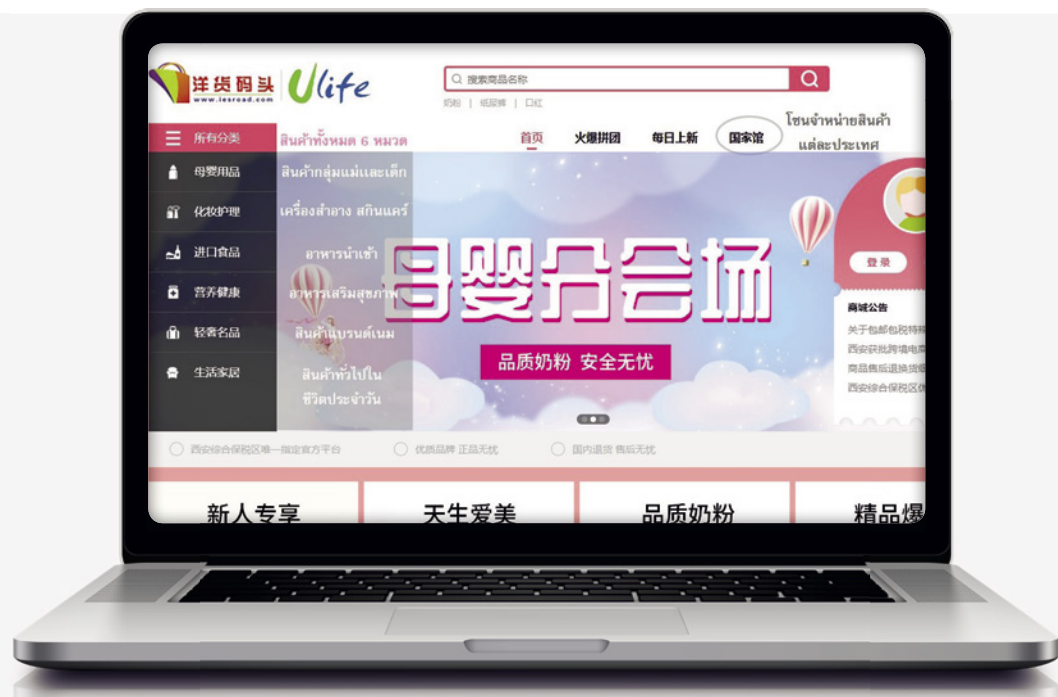 洋货码头
www.iesroad.com
Ulife
搜索商品名称
奶粉 | 纸尿裤 | 口红
โซนจำหน่ายสินค้า
แต่ละประเทศ
所有分类
สินค้าทั้งหมด 6 หมวด
首页 火爆拼团 每日上新 国家馆
母婴用品 สินค้ากลุ่มแม่และเด็ก
化妆护理 เครื่องสำอาง สกินแคร์
进口食品 อาหารนำเข้า
营养健康 อาหารเสริมสุขภาพ
轻奢名品 สินค้าแบรนด์เนม
生活家居 สินค้าทั่วไปใน
ชีวิตประจำวัน
母婴分会场
品质奶粉 安全无忧
登录
商城公告
关于包邮包税特殊
西安获批跨境电商
商品售后退换货细
西安综合保税区优
西安综合保税区唯一指定官方平台 优质品牌 正品无忧 国内退货 售后无忧
新人专享 天生爱美 品质奶粉 精品爆